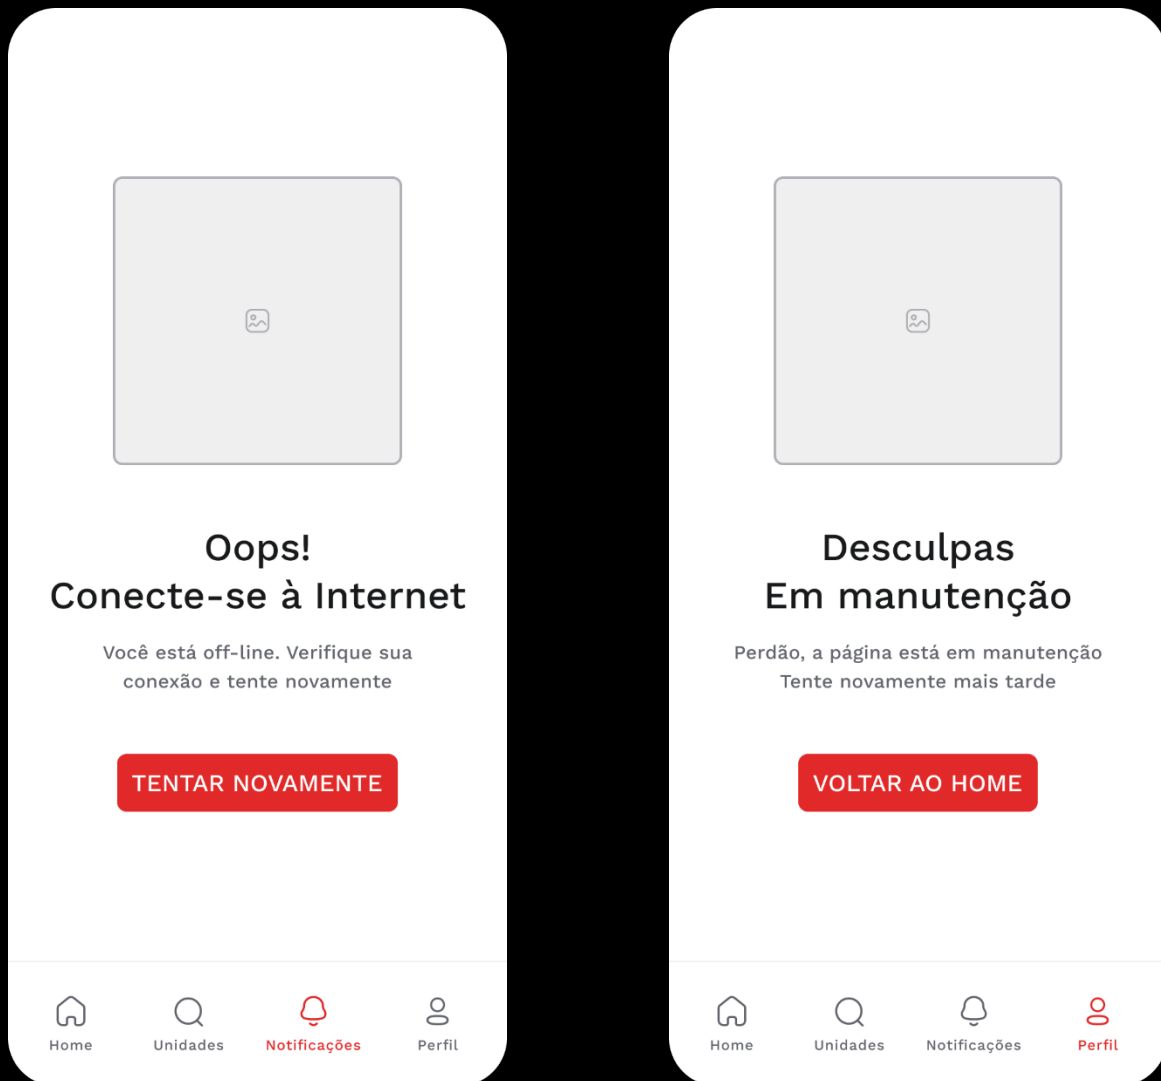 Oops!
Conecte-se à Internet
Você está off-line. Verifique sua
conexão e tente novamente
TENTAR NOVAMENTE
Home
Unidades
Notificações
Perfil
Desculpas
Em manutenção
Perdão, a página está em manutenção
Tente novamente mais tarde
VOLTAR AO HOME
Home
Unidades
Notificações
Perfil